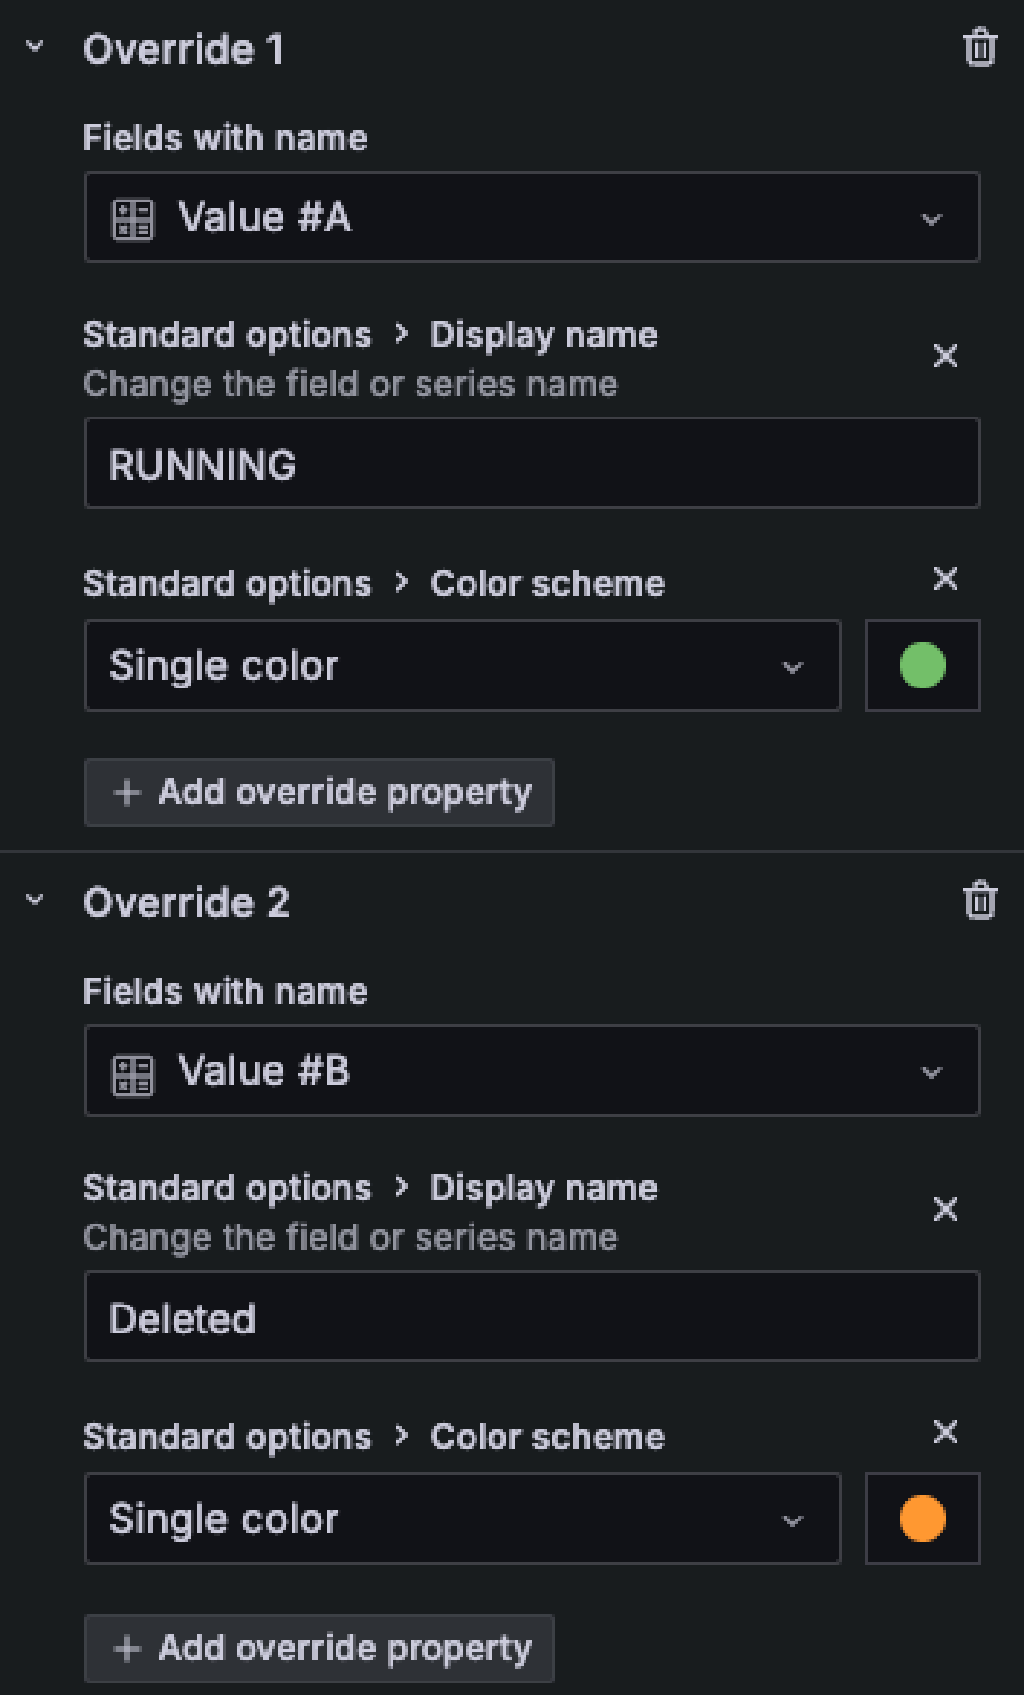 Override 1
Fields with name
Value #A
Standard options > Display name
Change the field or series name
RUNNING
Standard options > Color scheme
Single color
+ Add override property
Override 2
Fields with name
Value #B
Standard options > Display name
Change the field or series name
Deleted
Standard options > Color scheme
Single color
+ Add override property